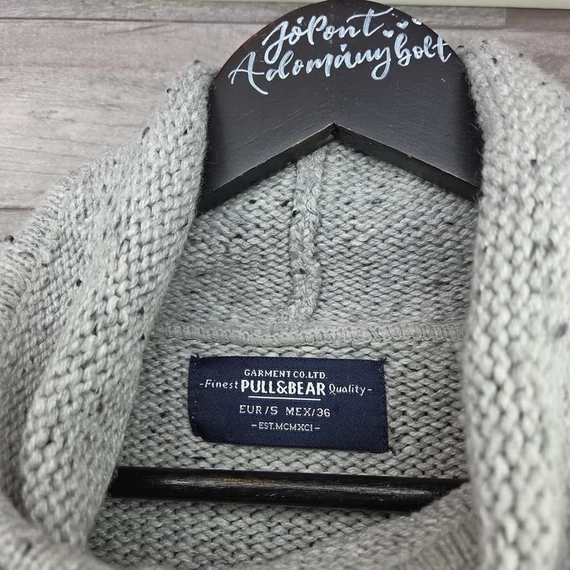 JóPont
Adománybolt
GARMENT CO.LTD.
-Finest PULL&BEAR Quality-
EUR/S MEX/36
-EST.MCMXCI-